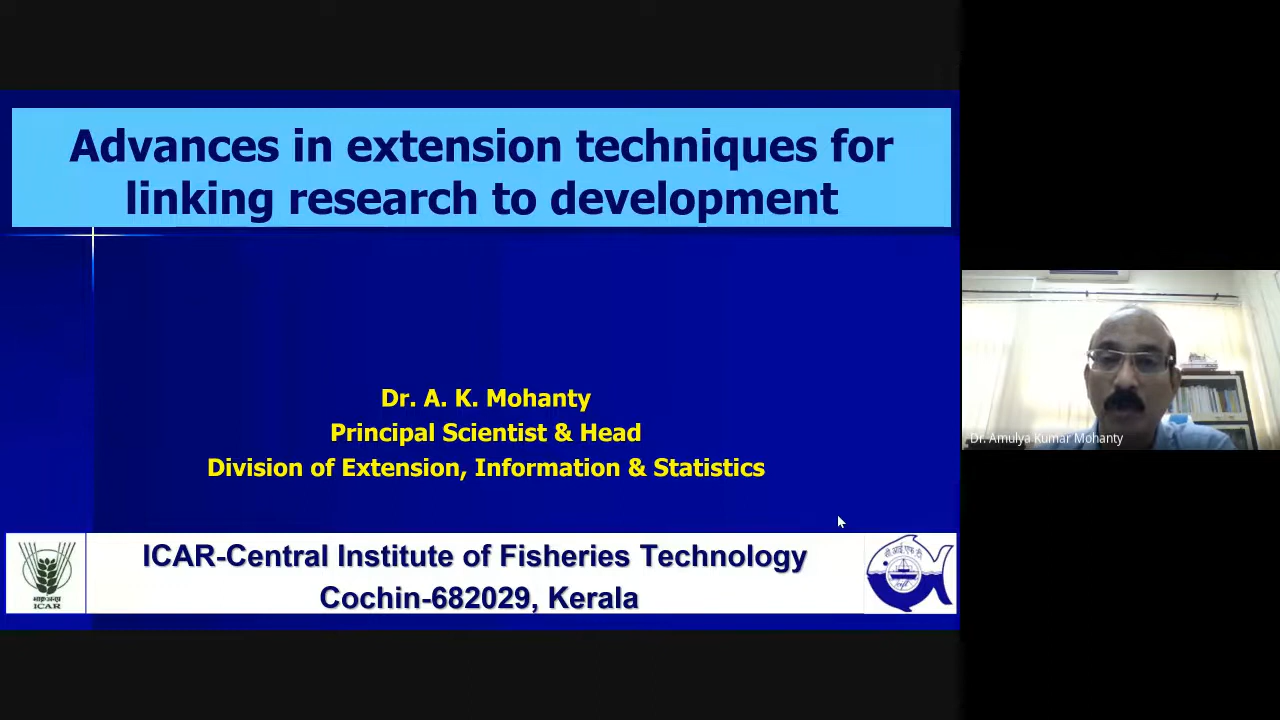 Advances in extension techniques for
linking research to development
Dr. A. K. Mohanty
Principal Scientist & Head
Division of Extension, Information & Statistics
ICAR-Central Institute of Fisheries Technology
Cochin-682029, Kerala
ICAR
Dr. Amulya Kumar Mohanty